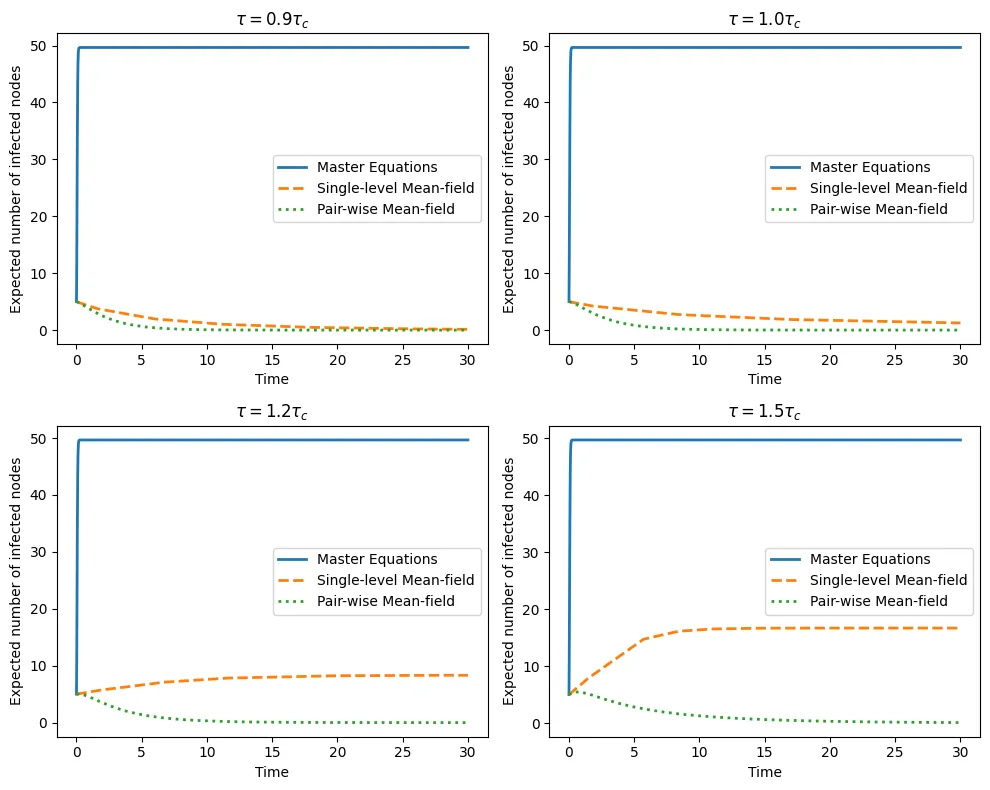 τ = 0.9τc
Expected number of infected nodes
50
40
30
20
10
0
Master Equations
Single-level Mean-field
Pair-wise Mean-field
0 5 10 15 20 25 30
Time
τ = 1.0τc
Expected number of infected nodes
50
40
30
20
10
0
Master Equations
Single-level Mean-field
Pair-wise Mean-field
0 5 10 15 20 25 30
Time
τ = 1.2τc
Expected number of infected nodes
50
40
30
20
10
0
Master Equations
Single-level Mean-field
Pair-wise Mean-field
0 5 10 15 20 25 30
Time
τ = 1.5τc
Expected number of infected nodes
50
40
30
20
10
0
Master Equations
Single-level Mean-field
Pair-wise Mean-field
0 5 10 15 20 25 30
Time